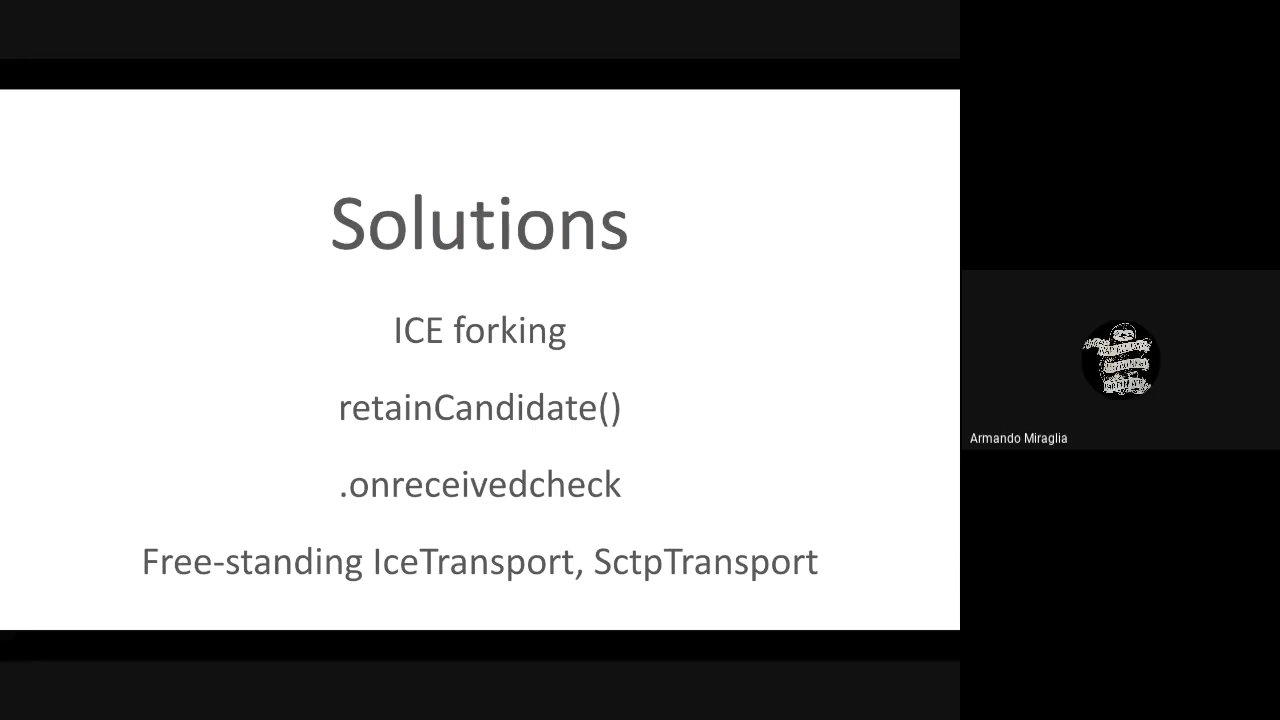 Solutions
ICE forking
retainCandidate()
.onreceivedcheck
Free-standing IceTransport, SctpTransport
Armando Miraglia